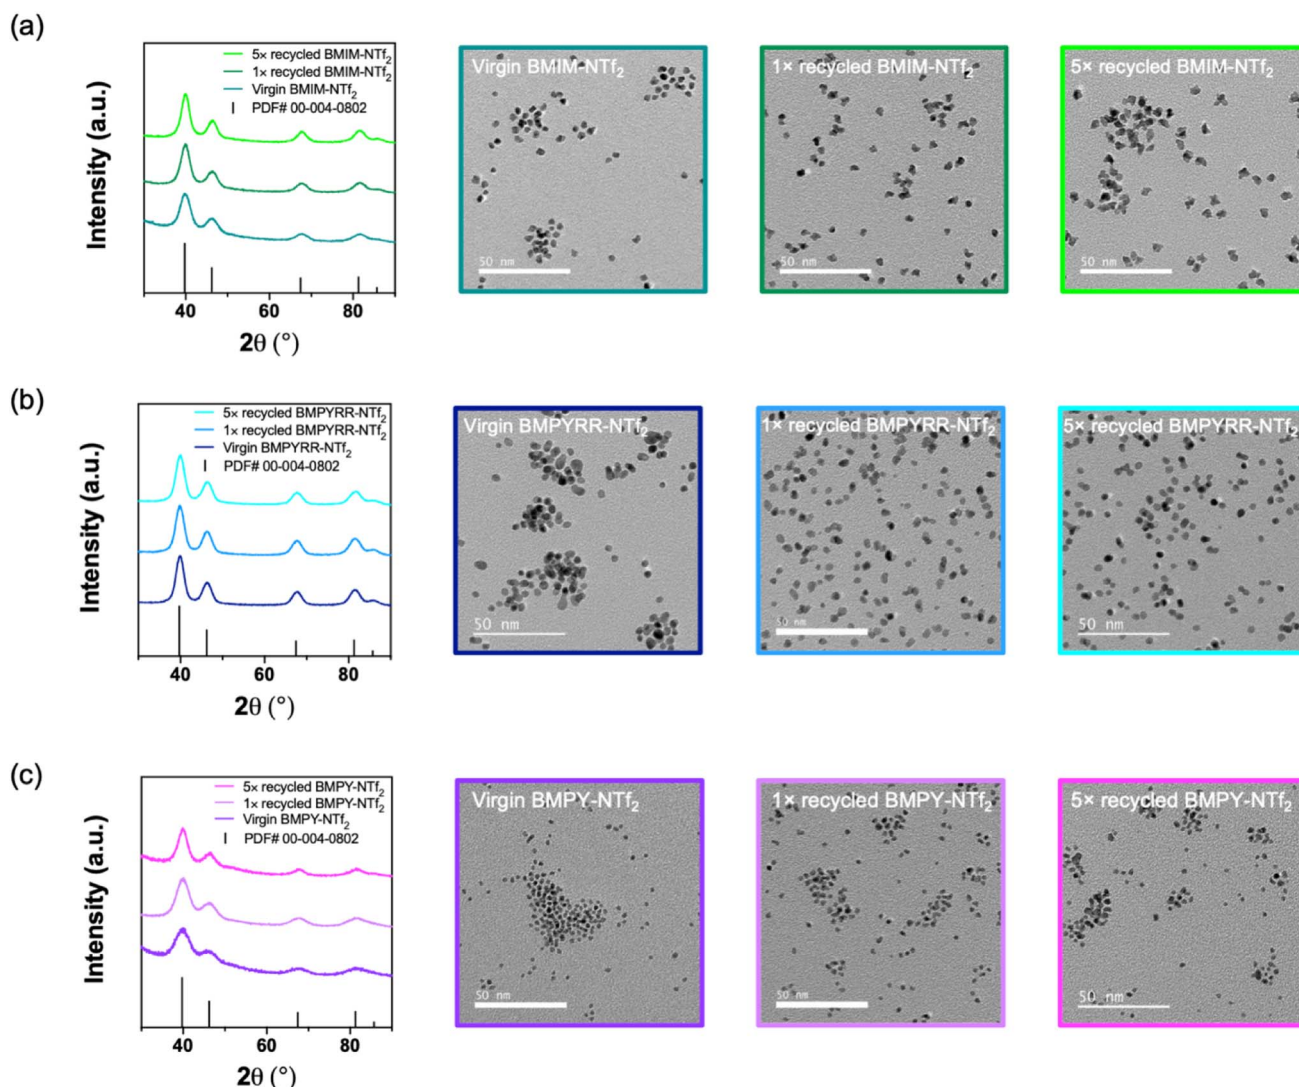 (a)
5× recycled BMIM-NTf₂
1× recycled BMIM-NTf₂
Virgin BMIM-NTf₂
PDF# 00-004-0802
Intensity (a.u.)
40 60 80
2θ (°)
Virgin BMIM-NTf₂
50 nm
1× recycled BMIM-NTf₂
50 nm
5× recycled BMIM-NTf₂
50 nm
(b)
5× recycled BMPYRR-NTf₂
1× recycled BMPYRR-NTf₂
Virgin BMPYRR-NTf₂
PDF# 00-004-0802
Intensity (a.u.)
40 60 80
2θ (°)
Virgin BMPYRR-NTf₂
50 nm
1× recycled BMPYRR-NTf₂
50 nm
5× recycled BMPYRR-NTf₂
50 nm
(c)
5× recycled BMPY-NTf₂
1× recycled BMPY-NTf₂
Virgin BMPY-NTf₂
PDF# 00-004-0802
Intensity (a.u.)
40 60 80
2θ (°)
Virgin BMPY-NTf₂
50 nm
1× recycled BMPY-NTf₂
50 nm
5× recycled BMPY-NTf₂
50 nm